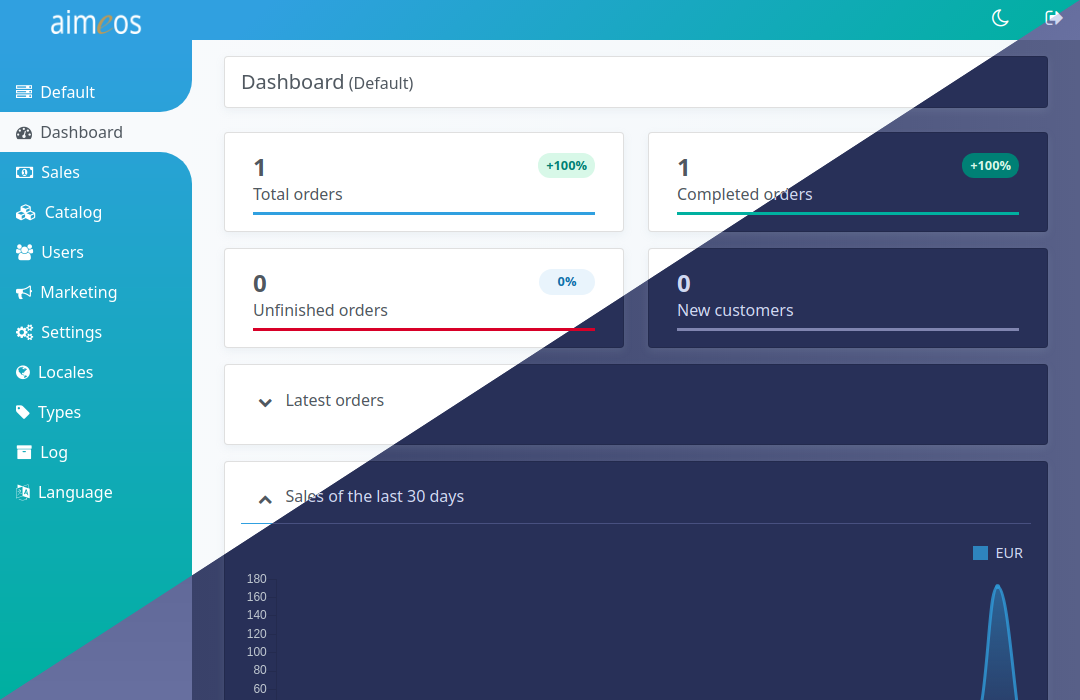 aimeos
Default
Dashboard
Sales
Catalog
Users
Marketing
Settings
Locales
Types
Log
Language
Dashboard (Default)
1 +100%
Total orders
1 +100%
Completed orders
0 0%
Unfinished orders
0
New customers
Latest orders
Sales of the last 30 days
EUR
180
160
140
120
100
80
60